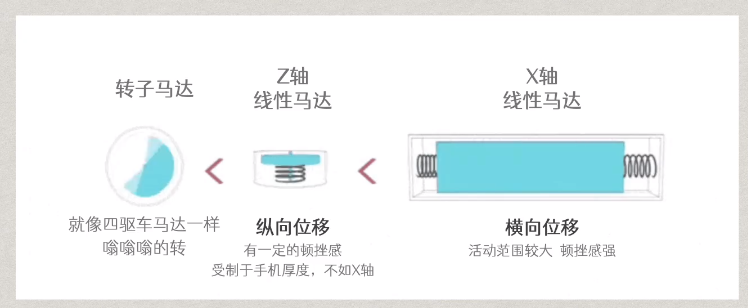 转子马达
Z轴
线性马达
X轴
线性马达
就像四驱车马达一样
嗡嗡嗡的转
纵向位移
有一定的顿挫感
受制于手机厚度，不如X轴
横向位移
活动范围较大 顿挫感强